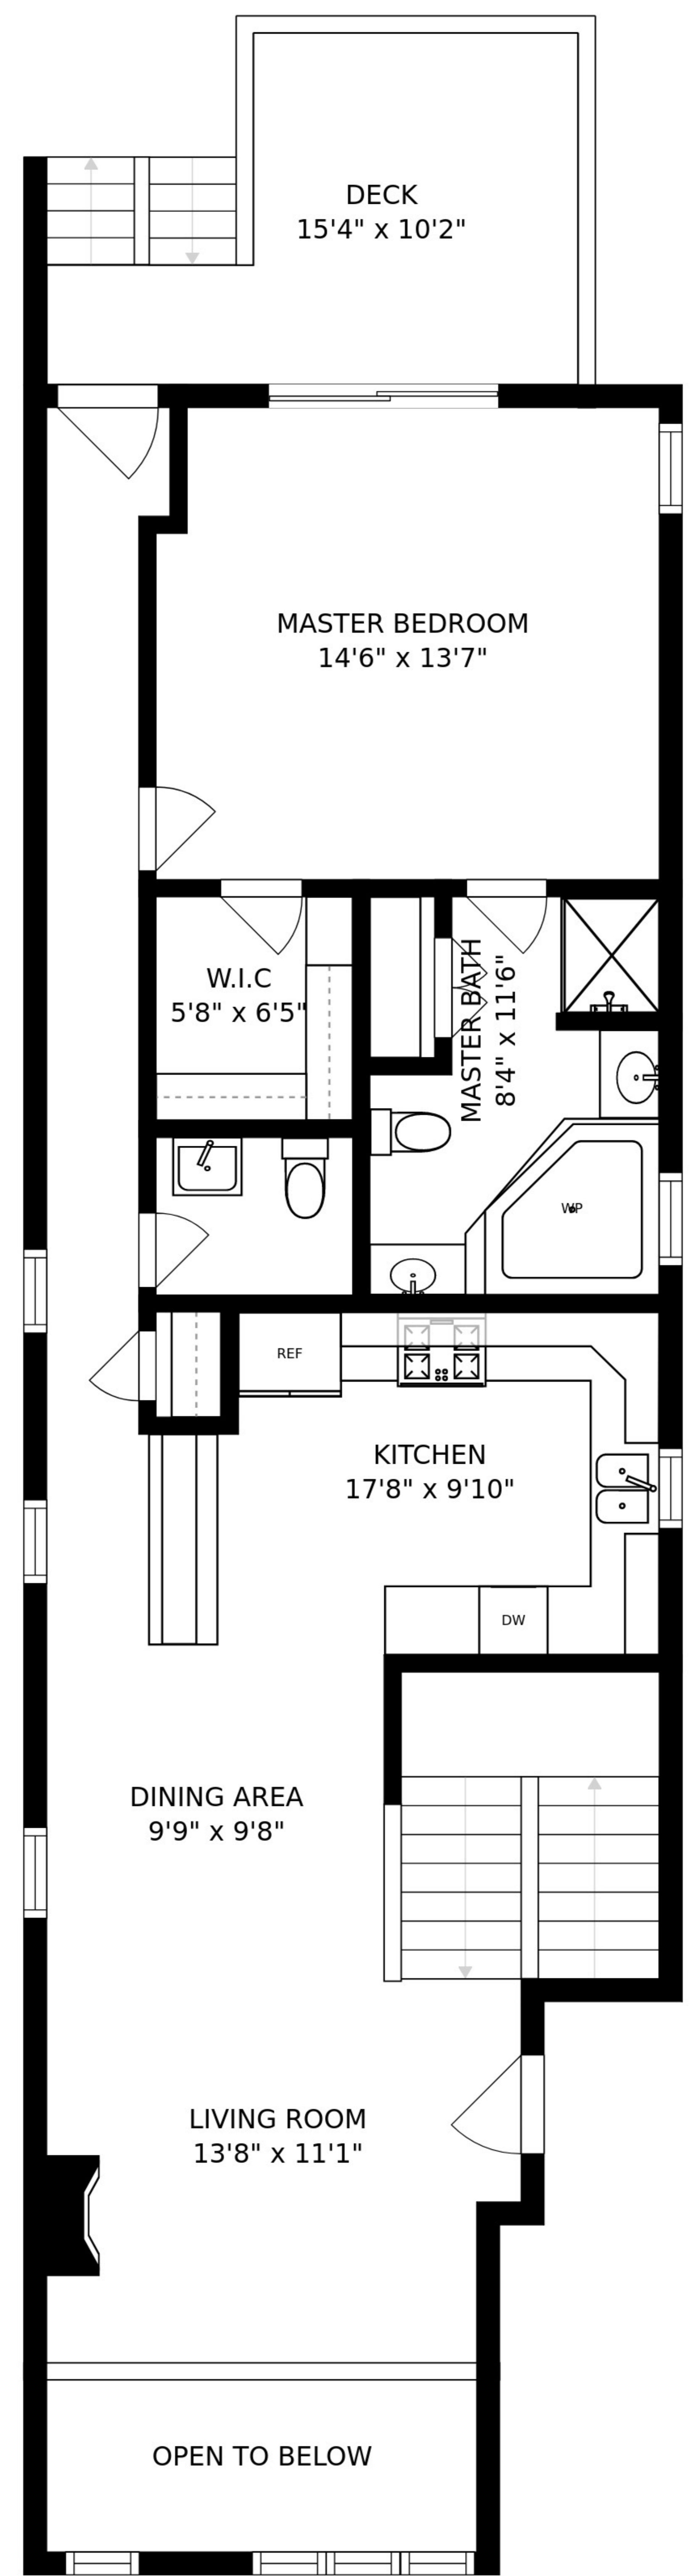 DECK
15'4" x 10'2"
MASTER BEDROOM
14'6" x 13'7"
W.I.C
5'8" x 6'5"
MASTER BATH
8'4" x 11'6"
WP
REF
KITCHEN
17'8" x 9'10"
DW
DINING AREA
9'9" x 9'8"
LIVING ROOM
13'8" x 11'1"
OPEN TO BELOW